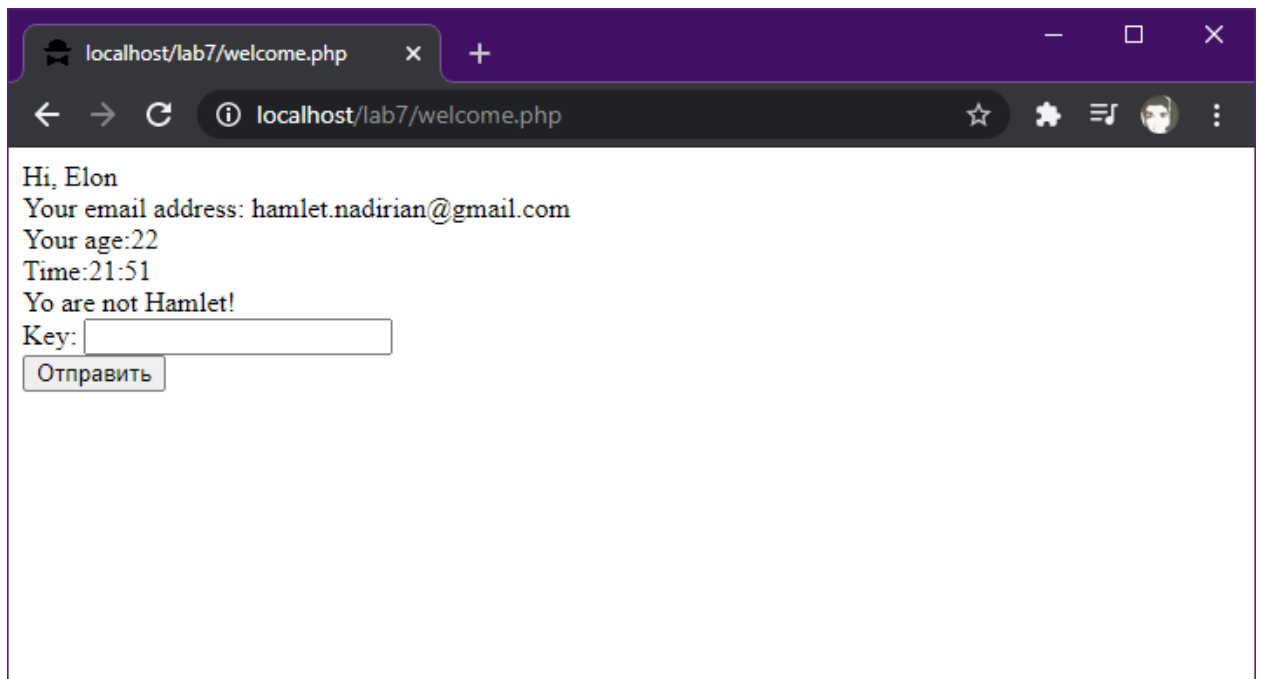 localhost/lab7/welcome.php
localhost/lab7/welcome.php
Hi, Elon
Your email address: hamlet.nadirian@gmail.com
Your age:22
Time:21:51
Yo are not Hamlet!
Key:
Отправить